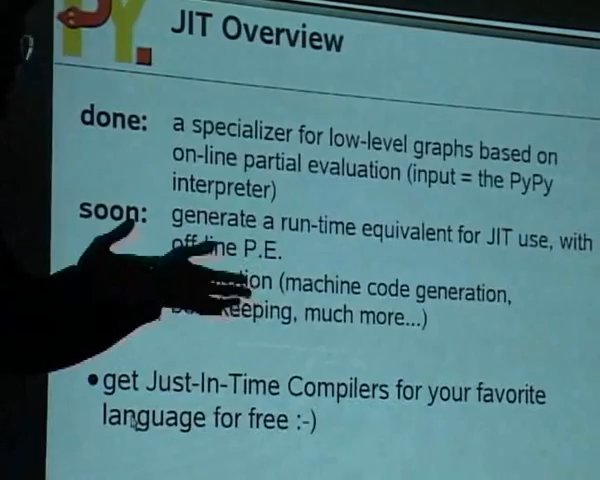 PY
JIT Overview
done: a specializer for low-level graphs based on
on-line partial evaluation (input = the PyPy
interpreter)
soon: generate a run-time equivalent for JIT use, with
off-line P.E.
(machine code generation,
much more...)
•get Just-In-Time Compilers for your favorite
language for free :-)